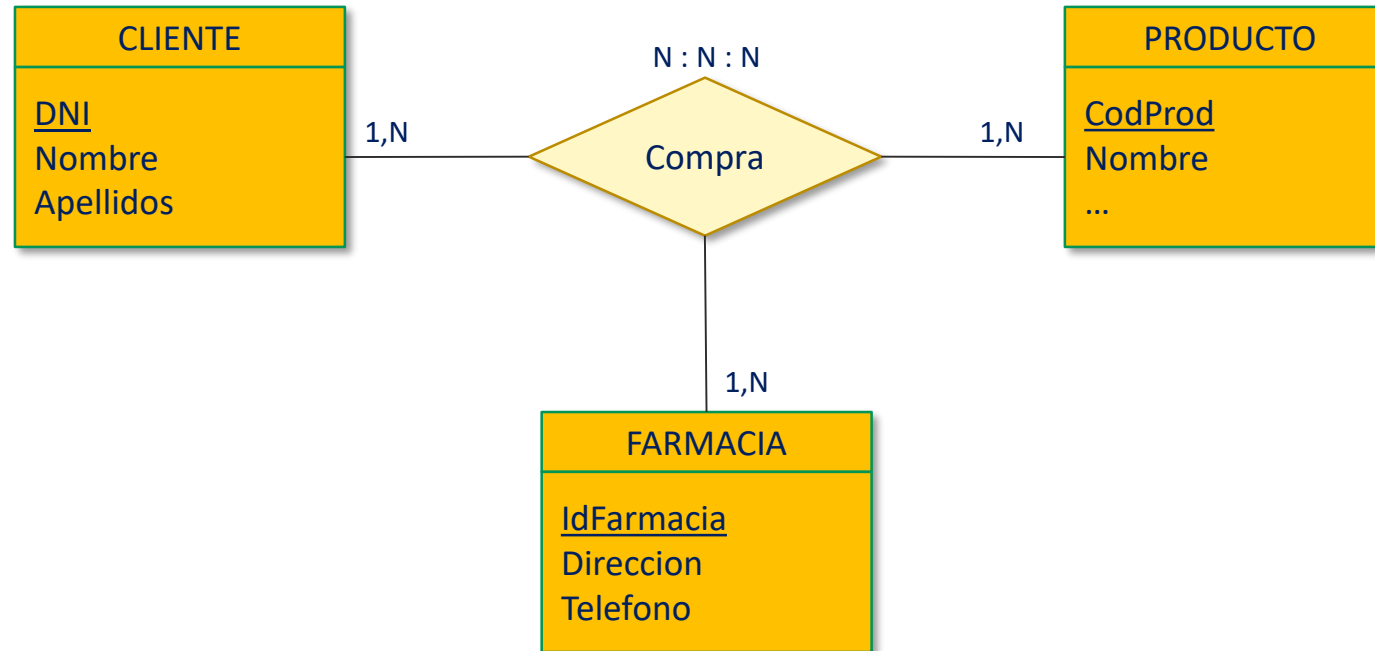 CLIENTE
DNI
Nombre
Apellidos
1,N
N : N : N
Compra
1,N
PRODUCTO
CodProd
Nombre
...
1,N
FARMACIA
IdFarmacia
Direccion
Telefono